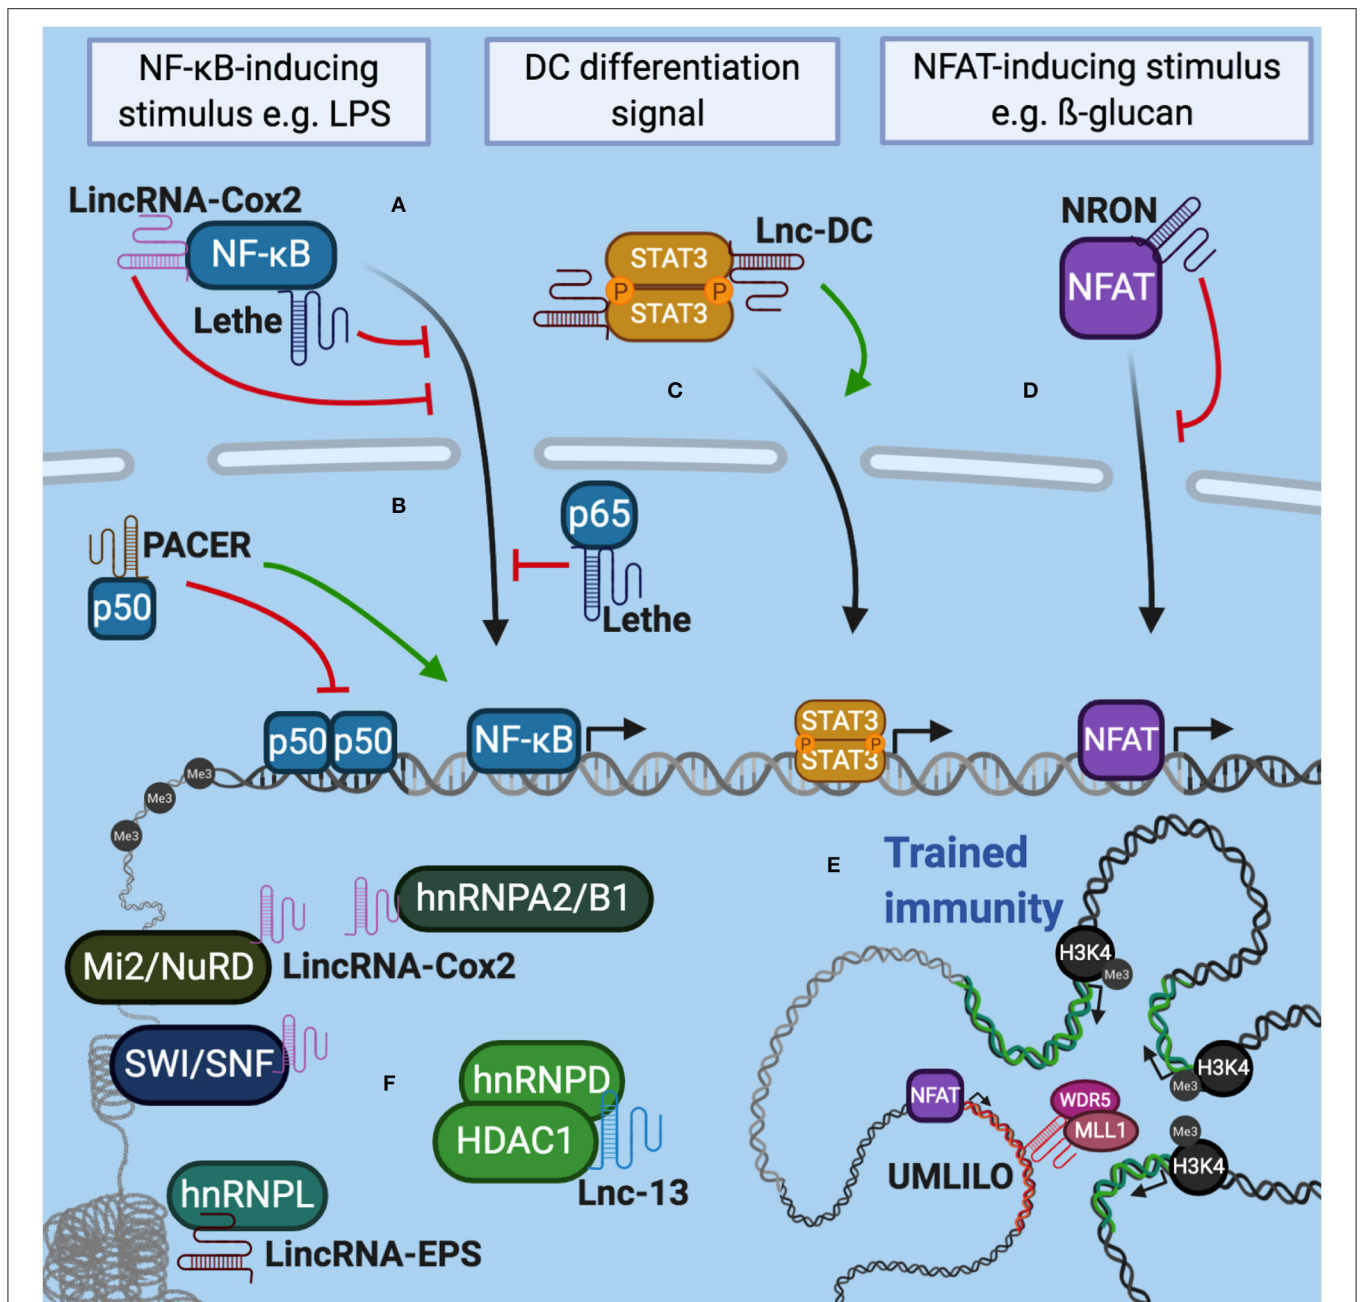 NF-κB-inducing
stimulus e.g. LPS
DC differentiation
signal
NFAT-inducing stimulus
e.g. ß-glucan
LincRNA-Cox2
A
NF-κB
Lethe
STAT3
P P
STAT3
Lnc-DC
C
NRON
NFAT
D
B
PACER
p50
p65
Lethe
p50 p50
NF-κB
STAT3
P P
STAT3
NFAT
Me3
Me3
Me3
hnRNPA2/B1
Mi2/NuRD
LincRNA-Cox2
SWI/SNF
F
hnRNPD
HDAC1
Lnc-13
hnRNPL
LincRNA-EPS
E
Trained
immunity
H3K4
Me3
H3K4
Me3
NFAT
WDR5
MLL1
UMLILO
Me3
H3K4